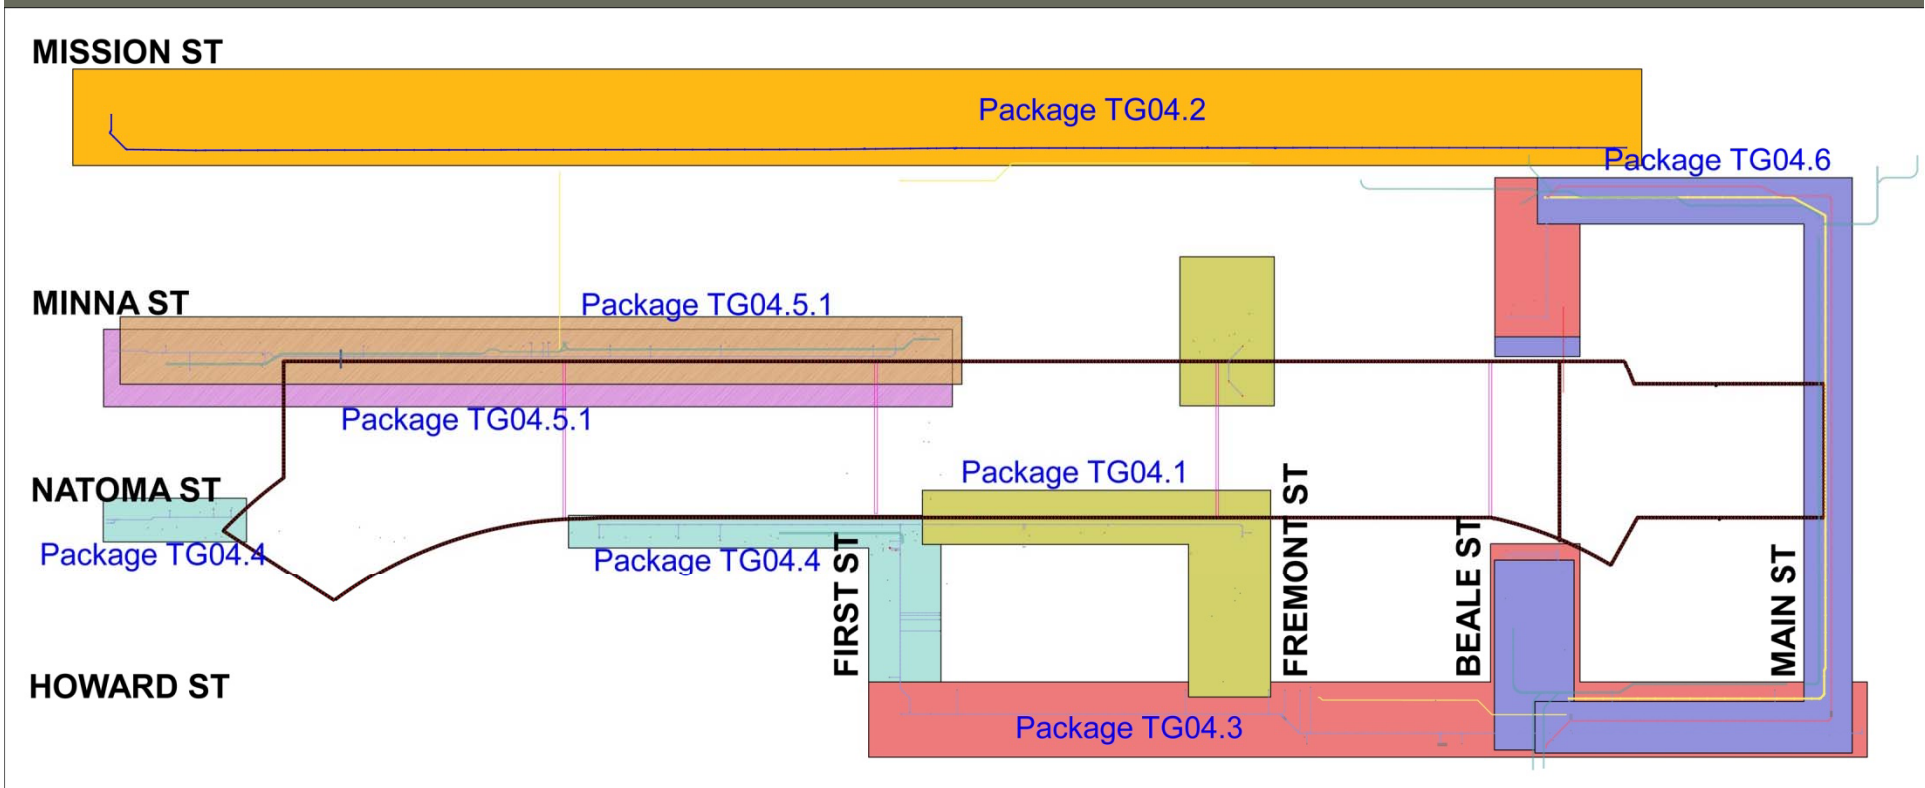 MISSION ST
Package TG04.2
Package TG04.6
MINNA ST
Package TG04.5.1
Package TG04.5.1
Package TG04.1
NATOMA ST
Package TG04.4
Package TG04.4
FIRST ST
FREMONT ST
BEALE ST
MAIN ST
HOWARD ST
Package TG04.3